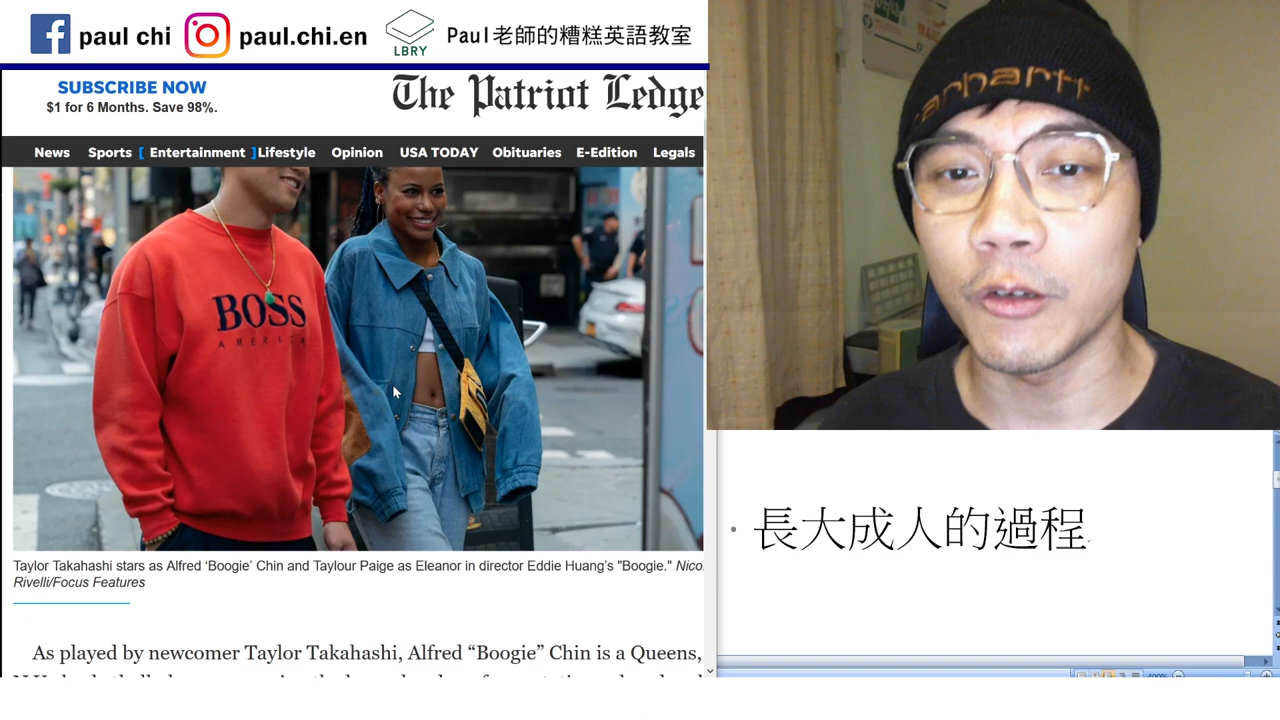 paul chi
paul.chi.en
LBRY
Paul老師的糟糕英語教室
SUBSCRIBE NOW
$1 for 6 Months. Save 98%.
The Patriot Ledge
News Sports [ Entertainment ] Lifestyle Opinion USA TODAY Obituaries E-Edition Legals
BOSS
AMERICA
carhartt
Taylor Takahashi stars as Alfred ‘Boogie’ Chin and Taylour Paige as Eleanor in director Eddie Huang’s "Boogie." Nico
Rivelli/Focus Features
As played by newcomer Taylor Takahashi, Alfred “Boogie” Chin is a Queens,
• 長大成人的過程